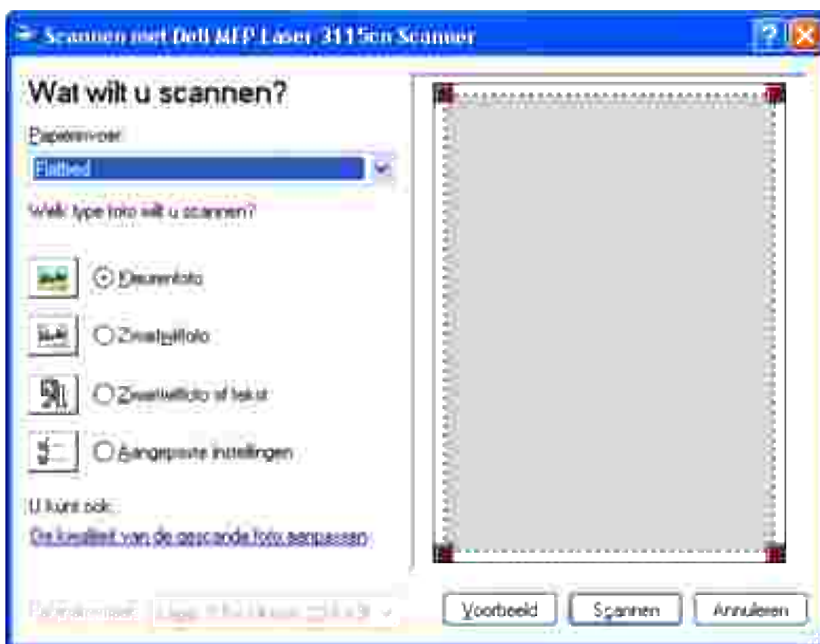 Scannen met Dell MFP Laser 3115cn Scanner
Wat wilt u scannen?
Papierinvoer:
Flatbed
Welk type foto wilt u scannen?
Kleurenfoto
Zwartwitfoto
Zwartwitfoto of tekst
Aangepaste instellingen
U kunt ook:
De kwaliteit van de gescande foto aanpassen
Voorbeeld
Scannen
Annuleren